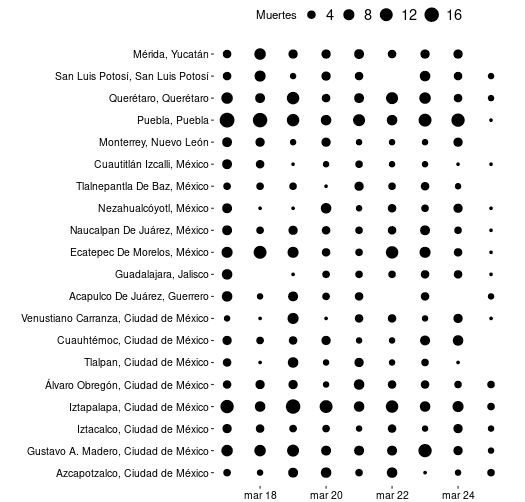 Muertes 4 8 12 16
Mérida, Yucatán
San Luis Potosí, San Luis Potosí
Querétaro, Querétaro
Puebla, Puebla
Monterrey, Nuevo León
Cuautitlán Izcalli, México
Tlalnepantla De Baz, México
Nezahualcóyotl, México
Naucalpan De Juárez, México
Ecatepec De Morelos, México
Guadalajara, Jalisco
Acapulco De Juárez, Guerrero
Venustiano Carranza, Ciudad de México
Cuauhtémoc, Ciudad de México
Tlalpan, Ciudad de México
Álvaro Obregón, Ciudad de México
Iztapalapa, Ciudad de México
Iztacalco, Ciudad de México
Gustavo A. Madero, Ciudad de México
Azcapotzalco, Ciudad de México
mar 18 mar 20 mar 22 mar 24